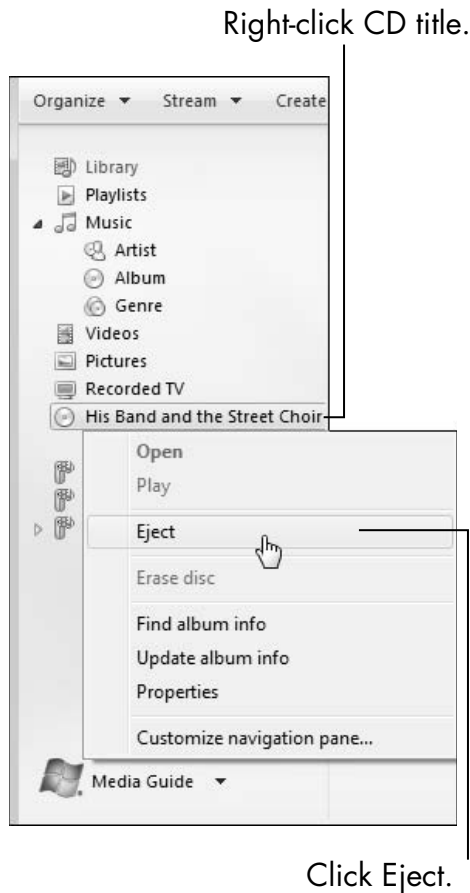 Right-click CD title.
Organize Stream Create
Library
Playlists
Music
Artist
Album
Genre
Videos
Pictures
Recorded TV
His Band and the Street Choir
Open
Play
Eject
Erase disc
Find album info
Update album info
Properties
Customize navigation pane...
Media Guide
Click Eject.